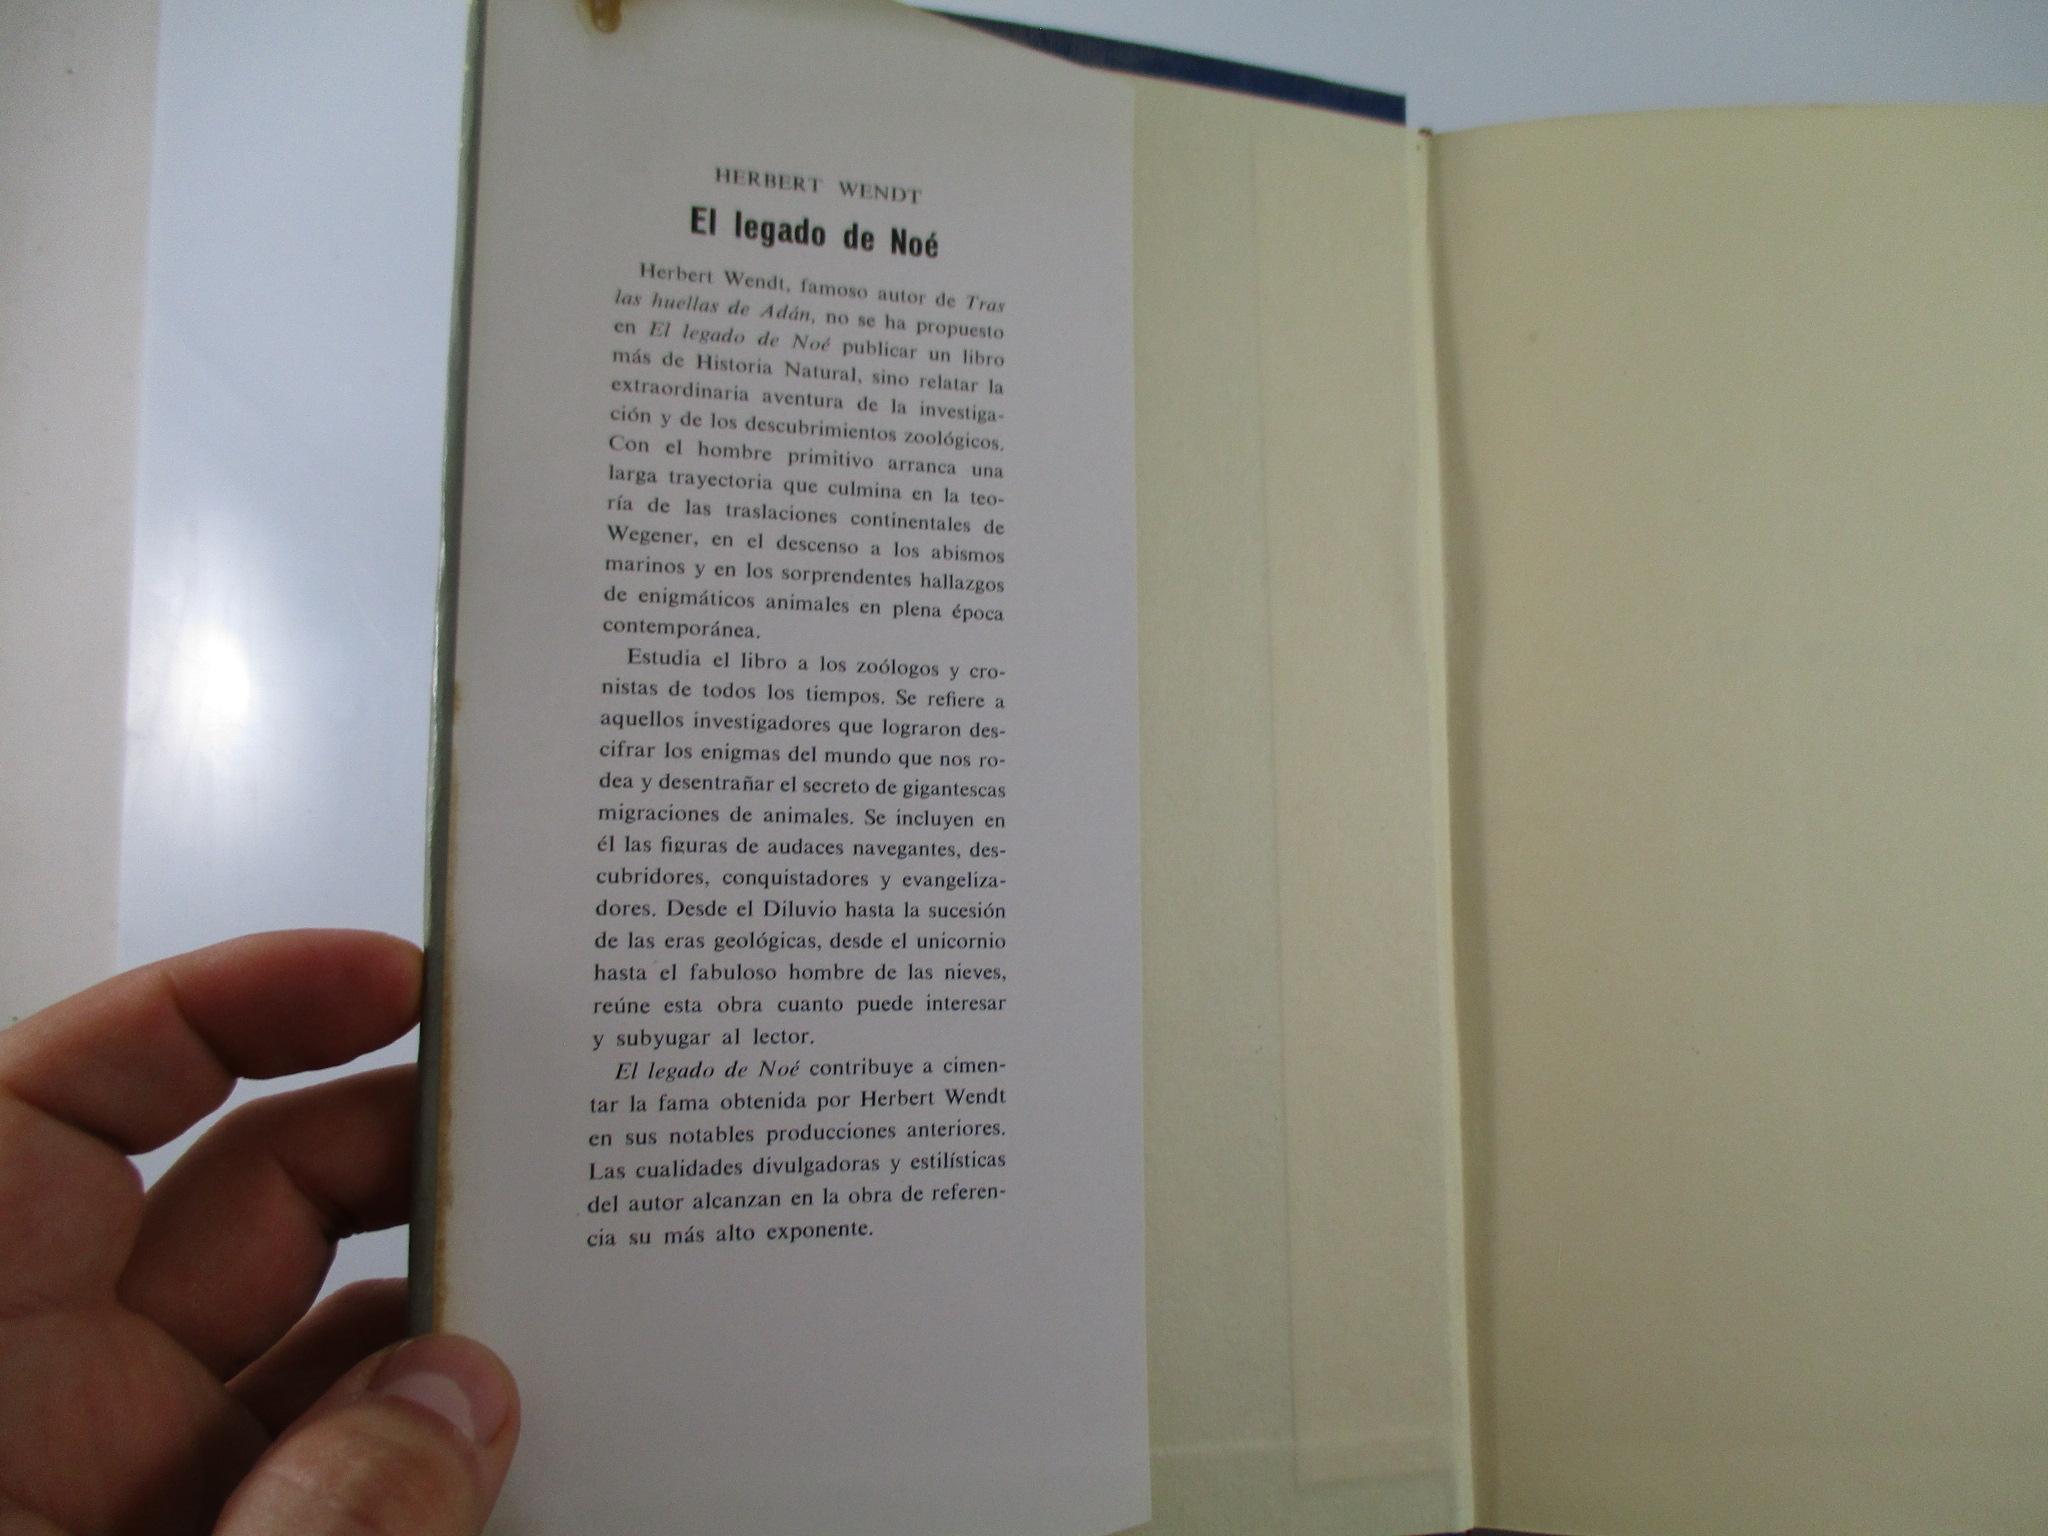 HERBERT WENDT
El legado de Noé
Herbert Wendt, famoso autor de Tras
las huellas de Adán, no se ha propuesto
en El legado de Noé publicar un libro
más de Historia Natural, sino relatar la
extraordinaria aventura de la investiga-
ción y de los descubrimientos zoológicos.
Con el hombre primitivo arranca una
larga trayectoria que culmina en la teo-
ría de las traslaciones continentales de
Wegener, en el descenso a los abismos
marinos y en los sorprendentes hallazgos
de enigmáticos animales en plena época
contemporánea.
Estudia el libro a los zoólogos y cro-
nistas de todos los tiempos. Se refiere a
aquellos investigadores que lograron des-
cifrar los enigmas del mundo que nos ro-
dea y desentrañar el secreto de gigantescas
migraciones de animales. Se incluyen en
él las figuras de audaces navegantes, des-
cubridores, conquistadores y evangeliza-
dores. Desde el Diluvio hasta la sucesión
de las eras geológicas, desde el unicornio
hasta el fabuloso hombre de las nieves,
reúne esta obra cuanto puede interesar
y subyugar al lector.
El legado de Noé contribuye a cimen-
tar la fama obtenida por Herbert Wendt
en sus notables producciones anteriores.
Las cualidades divulgadoras y estilísticas
del autor alcanzan en la obra de referen-
cia su más alto exponente.